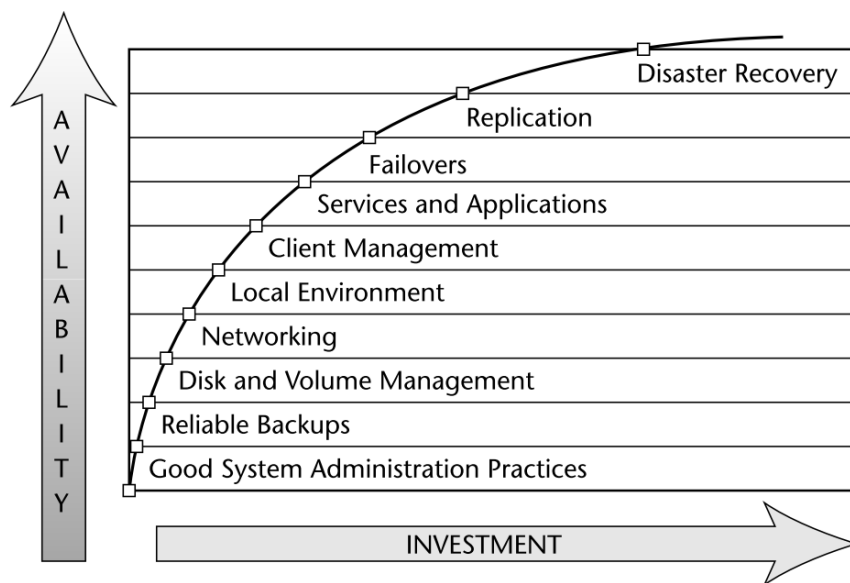 AVAILABILITY
Disaster Recovery
Replication
Failovers
Services and Applications
Client Management
Local Environment
Networking
Disk and Volume Management
Reliable Backups
Good System Administration Practices
INVESTMENT